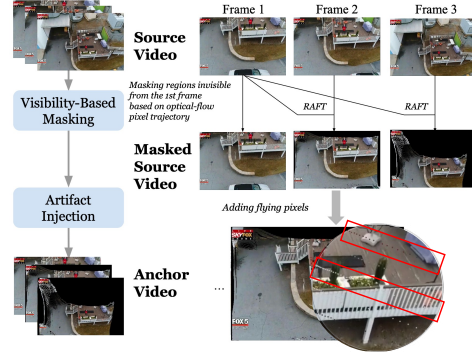 Source
Video
Frame 1
Frame 2
Frame 3
Visibility-Based
Masking
Masking regions invisible
from the 1st frame
based on optical-flow
pixel trajectory
RAFT
RAFT
Masked
Source
Video
Artifact
Injection
Adding flying pixels
Anchor
Video
...
SKYFOX
FOX 5